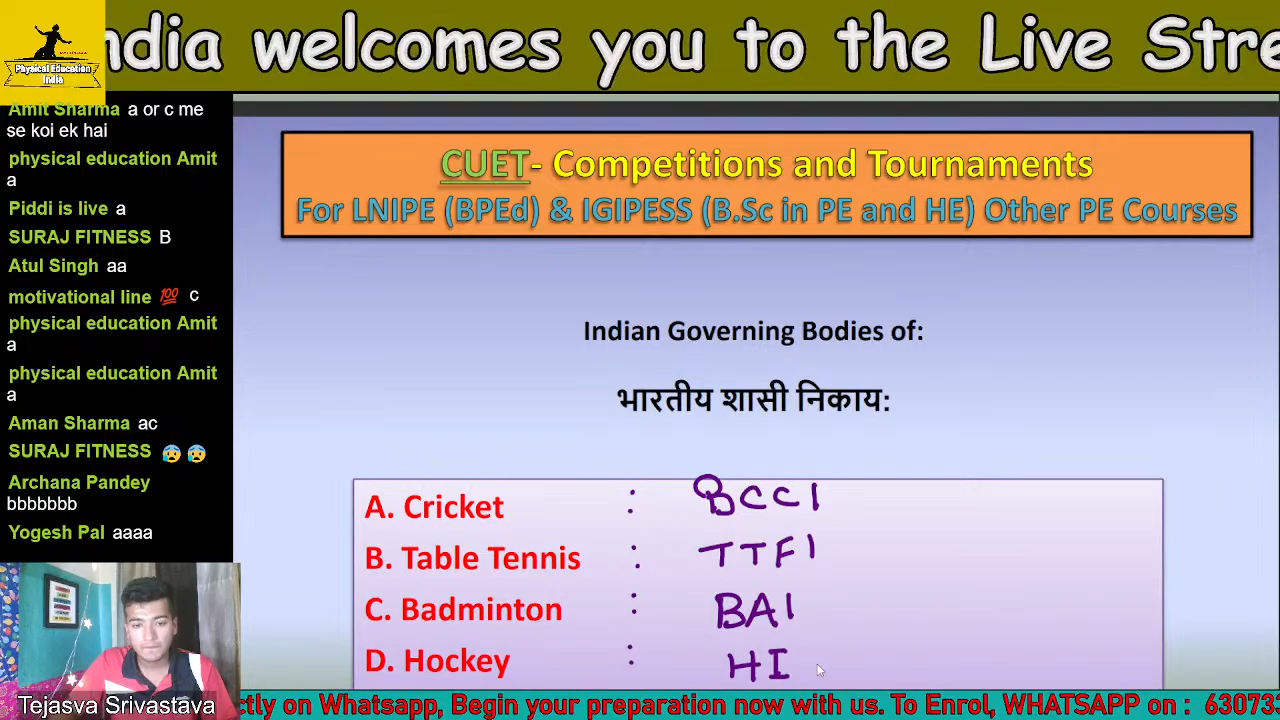 ndia welcomes you to the Live Stre
Physical Education
India
Amit Sharma a or c me
se koi ek hai
physical education Amit
a
Piddi is live a
SURAJ FITNESS B
Atul Singh aa
motivational line 💯 c
physical education Amit
a
physical education Amit
a
Aman Sharma ac
SURAJ FITNESS 😰 😰
Archana Pandey
bbbbbbb
Yogesh Pal aaaa
CUET- Competitions and Tournaments
For LNIPE (BPEd) & IGIPESS (B.Sc in PE and HE) Other PE Courses
Indian Governing Bodies of:
भारतीय शासी निकाय:
A. Cricket : BCCI
B. Table Tennis : TTFI
C. Badminton : BAI
D. Hockey : HI
Tejasva Srivastava
ctly on Whatsapp, Begin your preparation now with us. To Enrol, WHATSAPP on : 63073